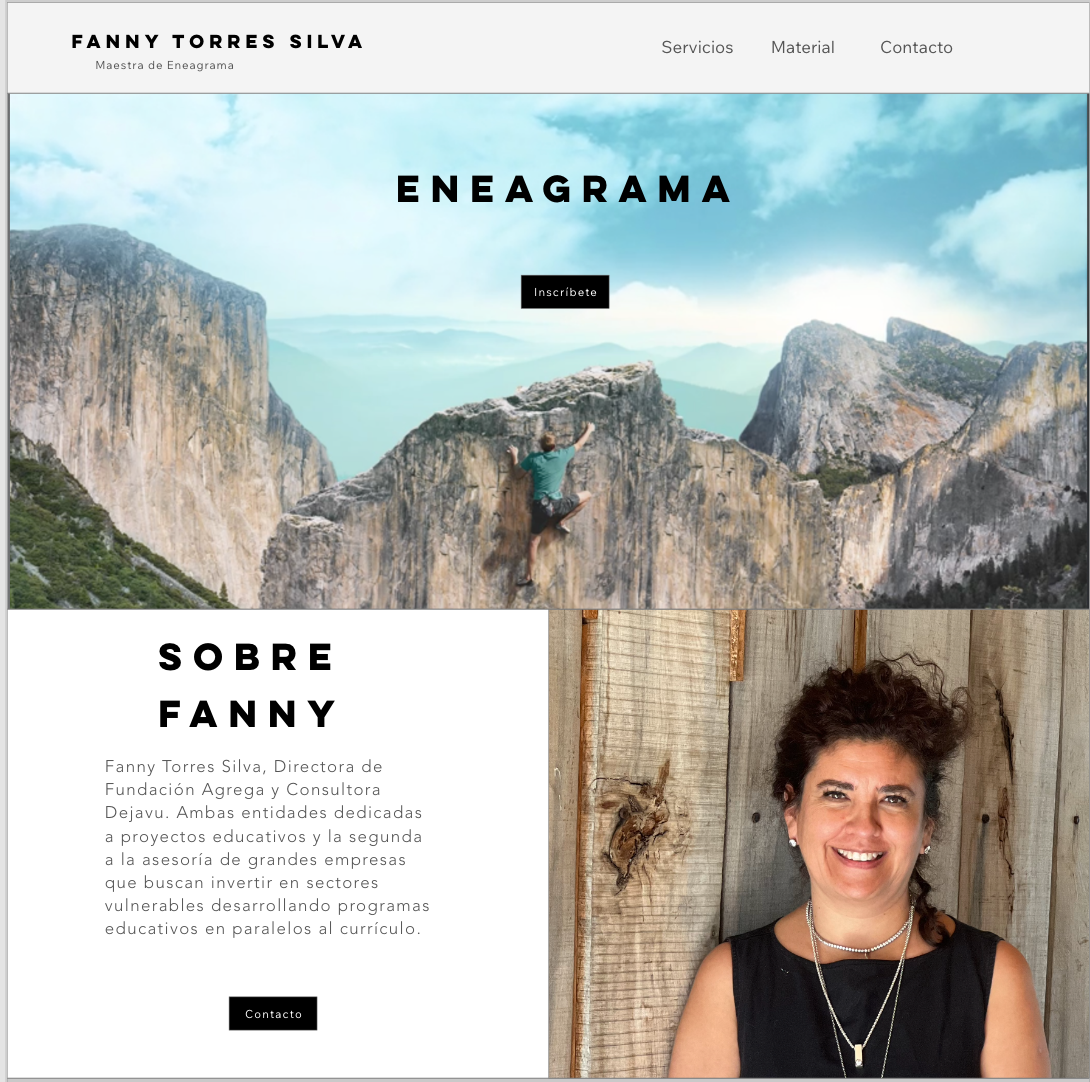 FANNY TORRES SILVA
Maestra de Eneagrama
Servicios Material Contacto
ENEAGRAMA
Inscríbete
SOBRE
FANNY
Fanny Torres Silva, Directora de
Fundación Agrega y Consultora
Dejavu. Ambas entidades dedicadas
a proyectos educativos y la segunda
a la asesoría de grandes empresas
que buscan invertir en sectores
vulnerables desarrollando programas
educativos en paralelos al currículo.
Contacto